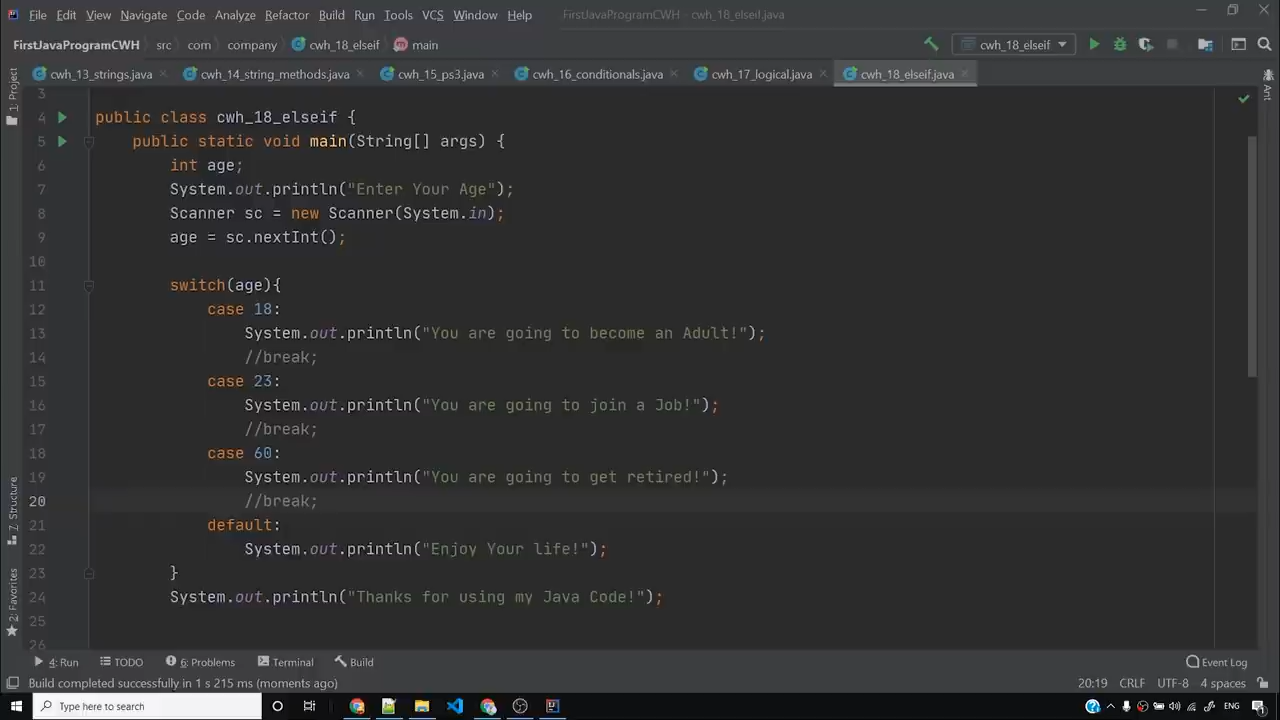 File Edit View Navigate Code Analyze Refactor Build Run Tools VCS Window Help FirstJavaProgramCWH - cwh_18_elseif.java
FirstJavaProgramCWH src com company cwh_18_elseif main cwh_18_elseif
1: Project
cwh_13_strings.java cwh_14_string_methods.java cwh_15_ps3.java cwh_16_conditionals.java cwh_17_logical.java cwh_18_elseif.java
Ant
3
4 public class cwh_18_elseif {
5 public static void main(String[] args) {
6 int age;
7 System.out.println("Enter Your Age");
8 Scanner sc = new Scanner(System.in);
9 age = sc.nextInt();
10
11 switch(age){
12 case 18:
13 System.out.println("You are going to become an Adult!");
14 //break;
15 case 23:
16 System.out.println("You are going to join a Job!");
17 //break;
18 case 60:
19 System.out.println("You are going to get retired!");
20 //break;
21 default:
22 System.out.println("Enjoy Your life!");
23 }
24 System.out.println("Thanks for using my Java Code!");
25
26
Z: Structure
2: Favorites
4: Run TODO 6: Problems Terminal Build Event Log
Build completed successfully in 1 s 215 ms (moments ago) 20:19 CRLF UTF-8 4 spaces
Type here to search ENG